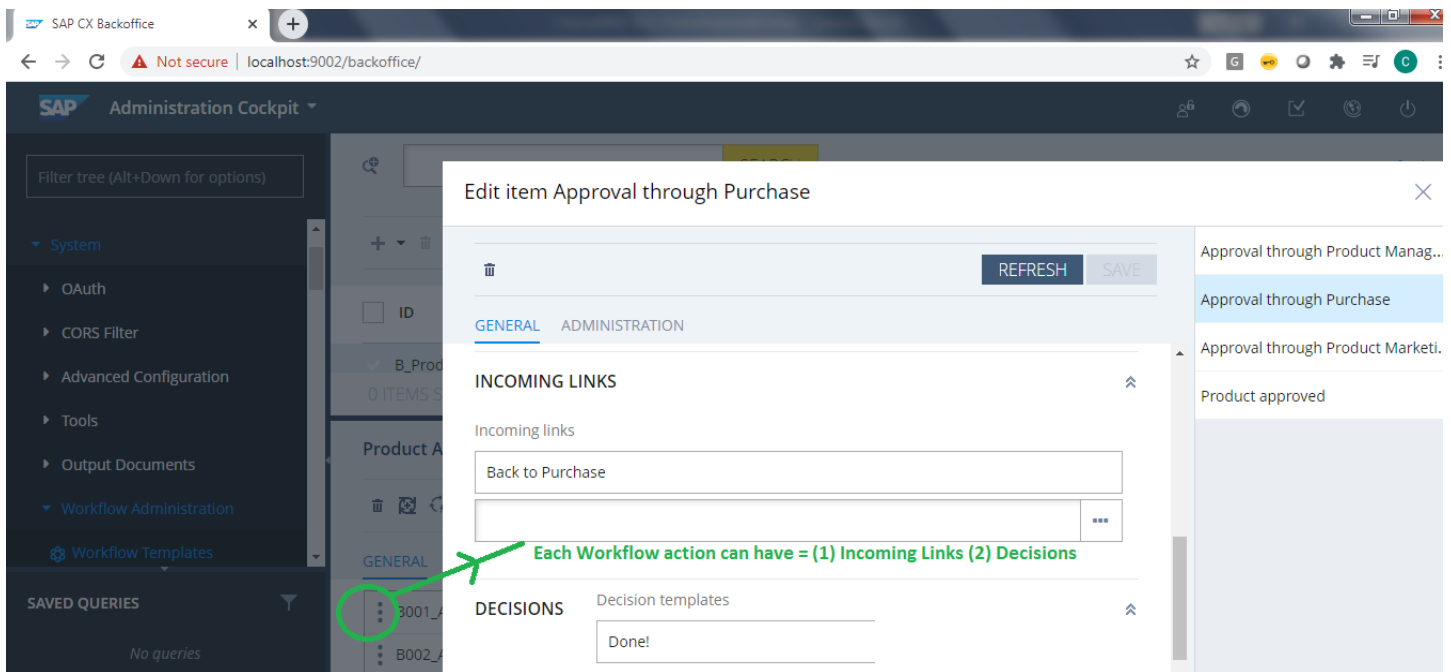 SAP CX Backoffice
Not secure | localhost:9002/backoffice/
G
C
SAP Administration Cockpit
Filter tree (Alt+Down for options)
SEARCH
Edit item Approval through Purchase
System
OAuth
CORS Filter
Advanced Configuration
Tools
Output Documents
Workflow Administration
Workflow Templates
SAVED QUERIES
No queries
ID
B_Prod
0 ITEMS S
Product A
GENERAL
B001_A
B002_A
REFRESH
SAVE
GENERAL ADMINISTRATION
INCOMING LINKS
Incoming links
Back to Purchase
Each Workflow action can have = (1) Incoming Links (2) Decisions
DECISIONS
Decision templates
Done!
Approval through Product Manag...
Approval through Purchase
Approval through Product Marketi..
Product approved